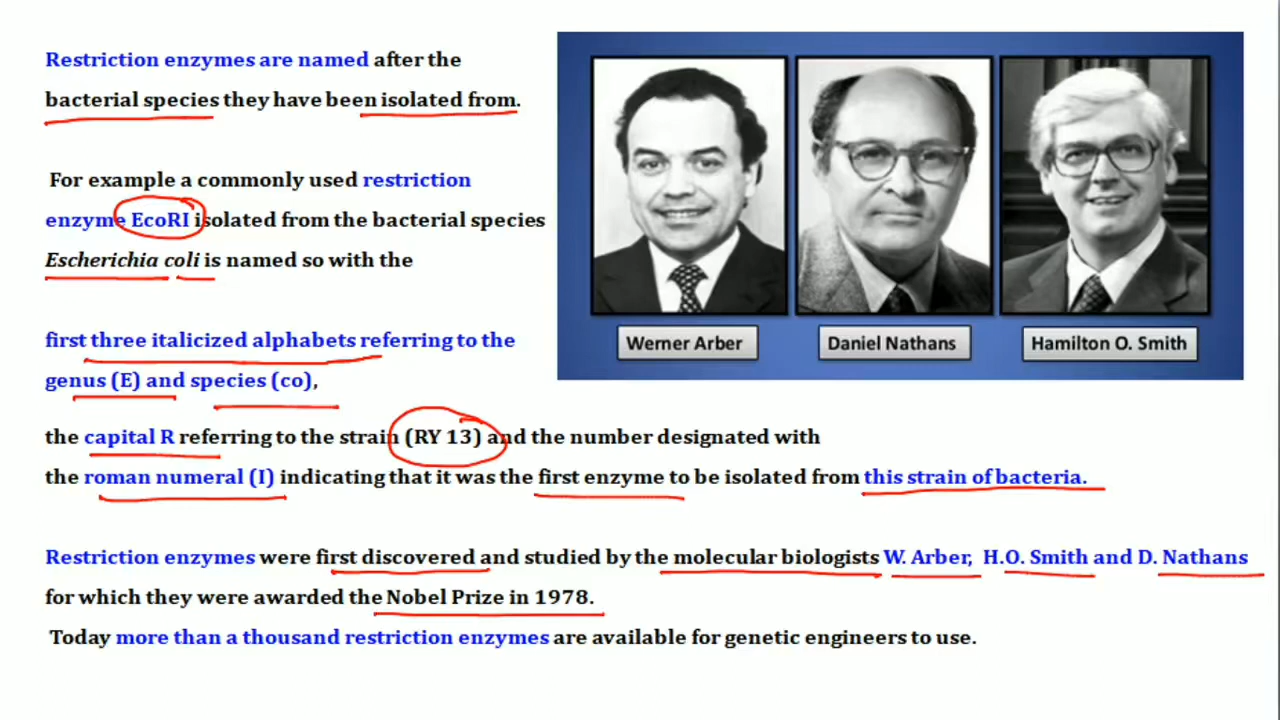 Restriction enzymes are named after the
bacterial species they have been isolated from.
For example a commonly used restriction
enzyme EcoRI isolated from the bacterial species
Escherichia coli is named so with the
first three italicized alphabets referring to the
genus (E) and species (co),
the capital R referring to the strain (RY 13) and the number designated with
the roman numeral (I) indicating that it was the first enzyme to be isolated from this strain of bacteria.
Restriction enzymes were first discovered and studied by the molecular biologists W. Arber, H.O. Smith and D. Nathans
for which they were awarded the Nobel Prize in 1978.
Today more than a thousand restriction enzymes are available for genetic engineers to use.
Werner Arber
Daniel Nathans
Hamilton O. Smith